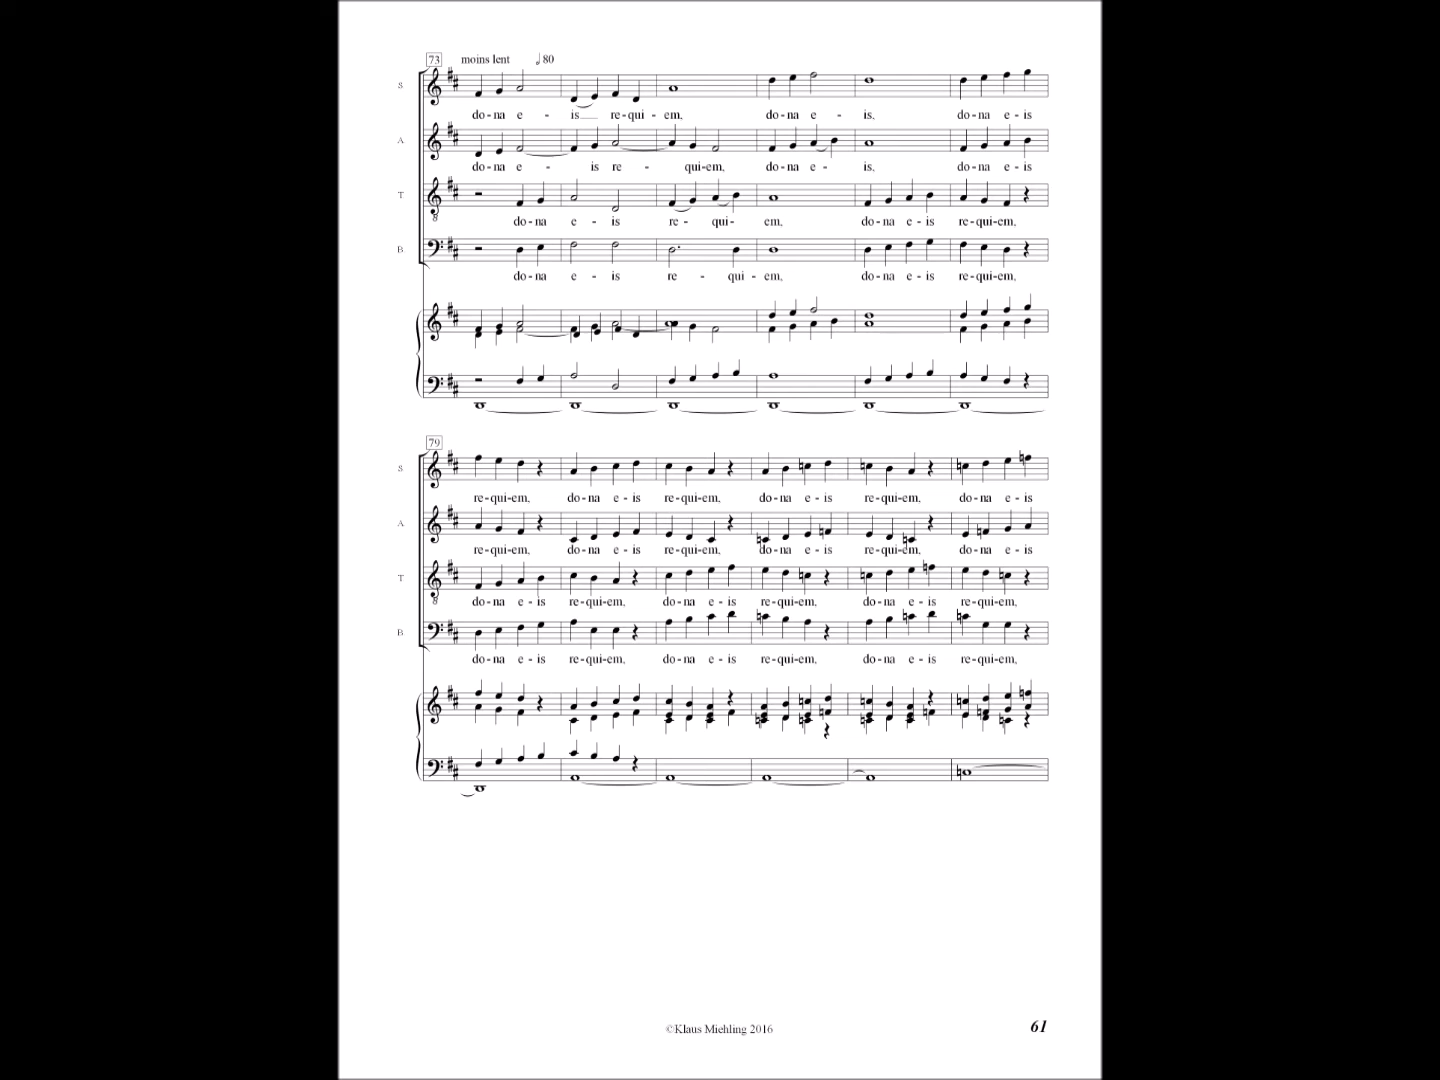 73 moins lent 𝅗𝅥 80
S
do-na e - is__ re-qui - em, do-na e - is, do-na e-is
A
do-na e - is re - qui-em, do-na e - is, do-na e-is
T
do-na e - is re - qui- em, do-na e-is re-qui-em,
B
do-na e - is re - qui - em, do-na e-is re-qui-em,
79
S
re-qui-em, do-na e-is re-qui-em, do-na e-is re-qui-em, do-na e-is
A
re-qui-em, do-na e-is re-qui-em, do-na e-is re-qui-em, do-na e-is
T
8
do-na e-is re-qui-em, do-na e-is re-qui-em, do-na e-is re-qui-em,
B
do-na e-is re-qui-em, do-na e-is re-qui-em, do-na e-is re-qui-em,
©Klaus Miehling 2016
61